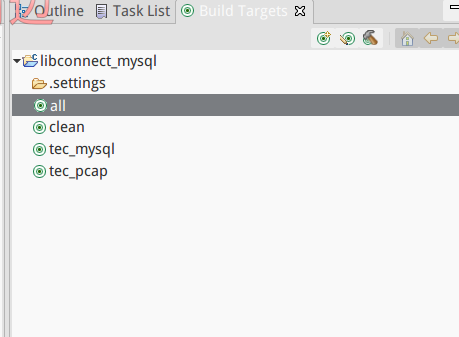 Outline Task List Build Targets
libconnect_mysql
.settings
all
clean
tec_mysql
tec_pcap